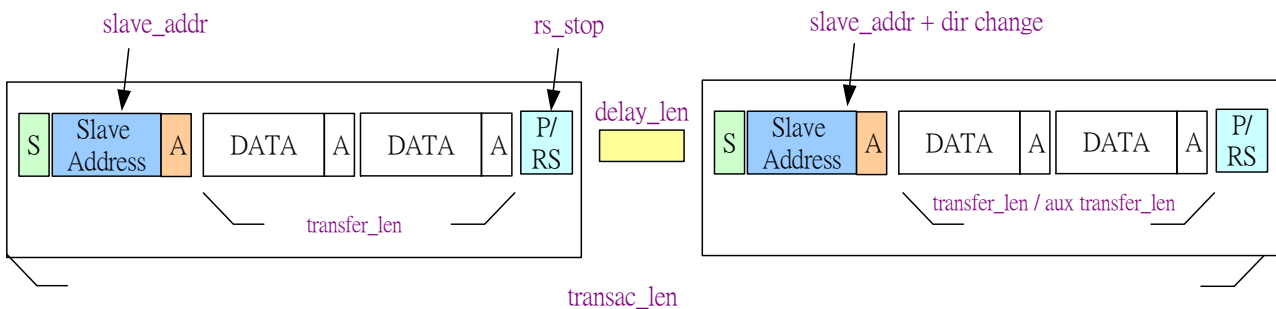 slave_addr
rs_stop
slave_addr + dir change
S
Slave
Address
A
DATA
A
DATA
A
P/
RS
delay_len
S
Slave
Address
A
DATA
A
DATA
A
P/
RS
transfer_len
transfer_len / aux transfer_len
transac_len